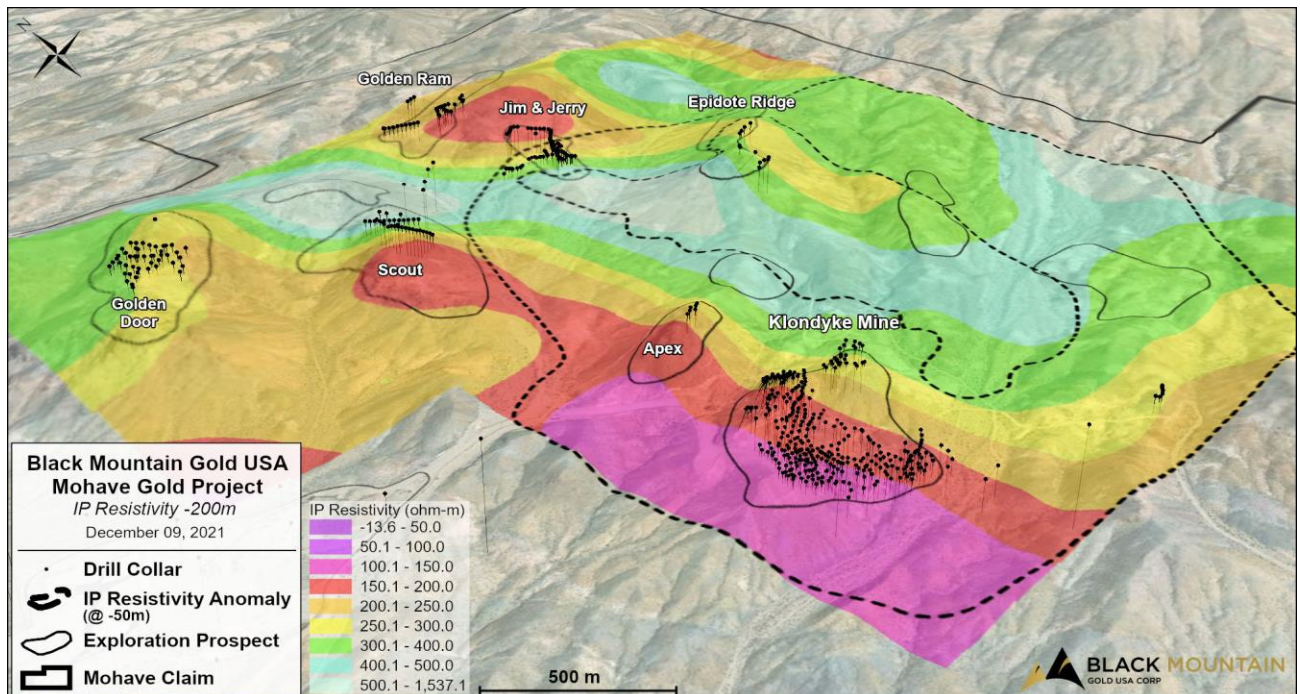 N
Golden Ram
Jim & Jerry
Epidote Ridge
Scout
Golden
Door
Apex
Klondyke Mine
Black Mountain Gold USA
Mohave Gold Project
IP Resistivity -200m
December 09, 2021
Drill Collar
IP Resistivity Anomaly
(@ -50m)
Exploration Prospect
Mohave Claim
IP Resistivity (ohm-m)
-13.6 - 50.0
50.1 - 100.0
100.1 - 150.0
150.1 - 200.0
200.1 - 250.0
250.1 - 300.0
300.1 - 400.0
400.1 - 500.0
500.1 - 1,537.1
500 m
BLACK MOUNTAIN
GOLD USA CORP